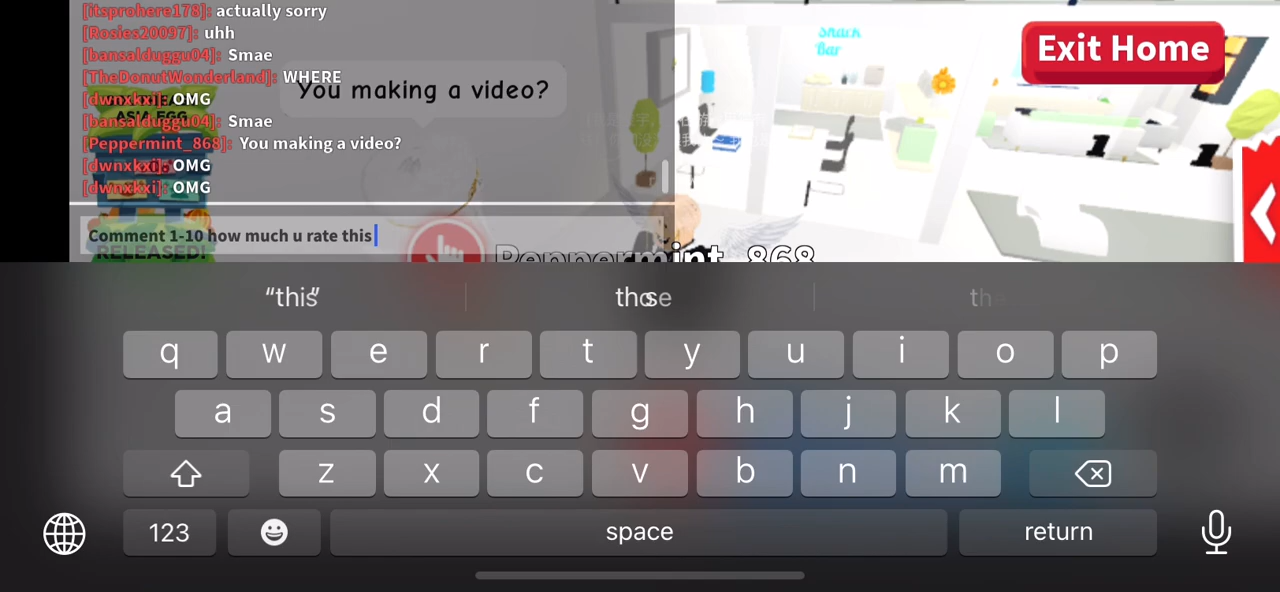 [itsprohere178]: actually sorry
[Rosies20097]: uhh
[bansalduggu04]: Smae
[TheDonutWonderland]: WHERE
[dwnxkxi]: OMG
[bansalduggu04]: Smae
[Peppermint_868]: You making a video?
[dwnxkxi]: OMG
[dwnxkxi]: OMG
You making a video?
Bar
Exit Home
Comment 1-10 how much u rate this
RELEASED!
Peppermint_868
“this”
those
the
q w e r t y u i o p
a s d f g h j k l
z x c v b n m
123
space
return